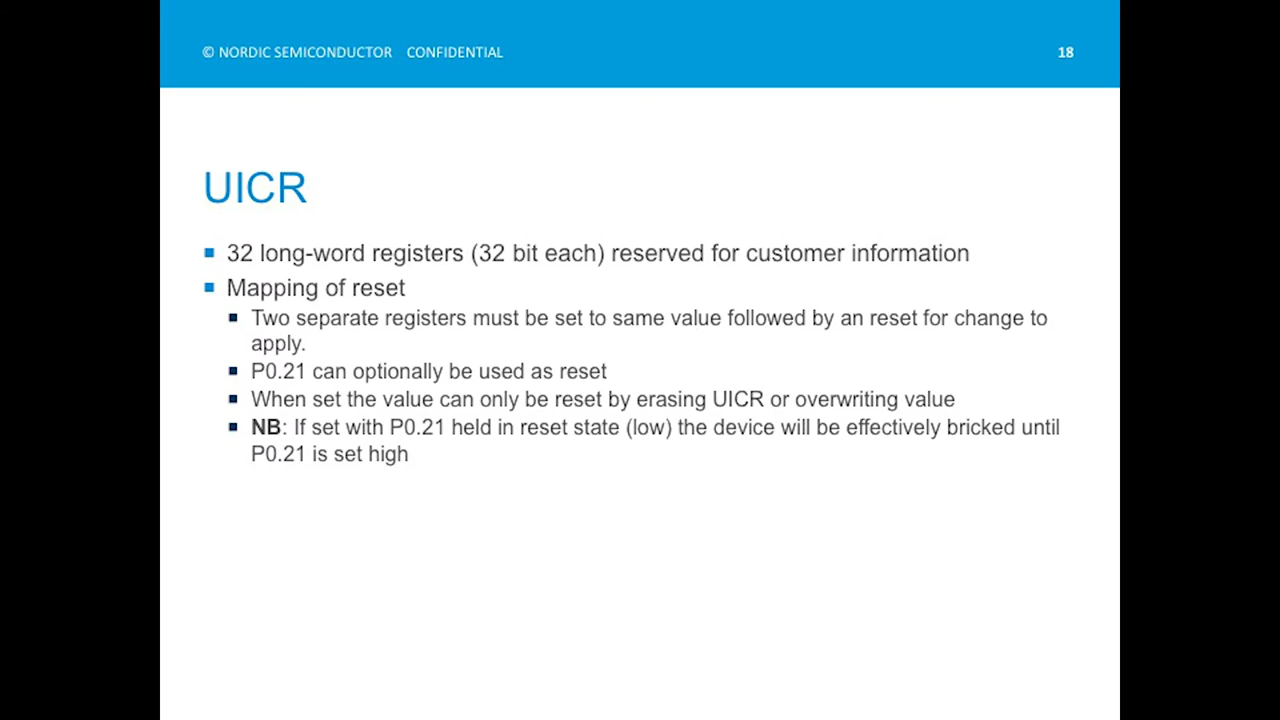 © NORDIC SEMICONDUCTOR CONFIDENTIAL 18
UICR
32 long-word registers (32 bit each) reserved for customer information
Mapping of reset
Two separate registers must be set to same value followed by an reset for change to
apply.
P0.21 can optionally be used as reset
When set the value can only be reset by erasing UICR or overwriting value
NB: If set with P0.21 held in reset state (low) the device will be effectively bricked until
P0.21 is set high